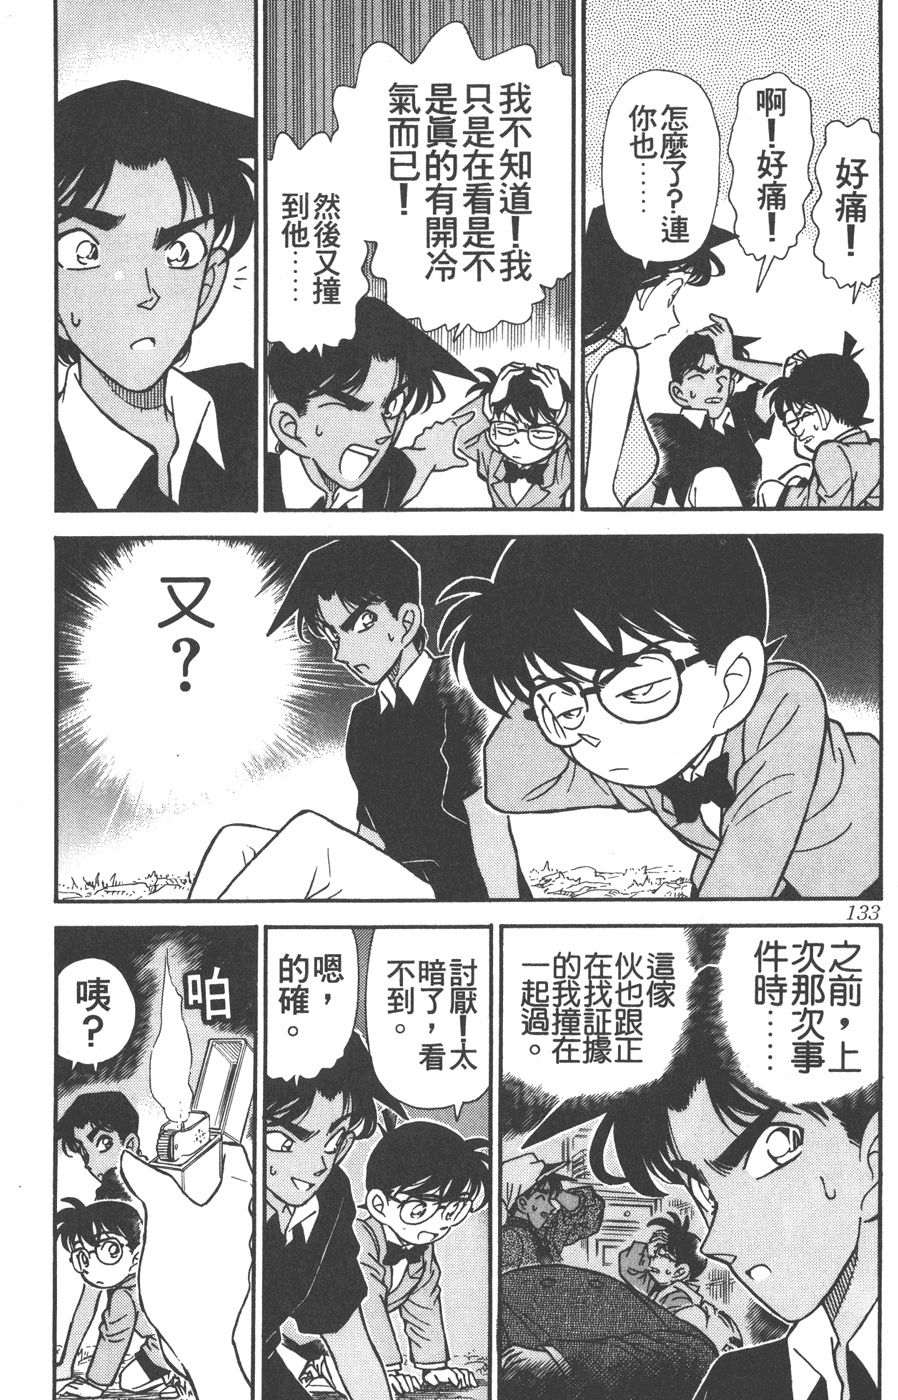 好痛！
啊！好痛！
怎麼了？連
你也……
我不知道！我
只是在看是不
是真的有開冷
氣而已！
然後又撞
到他……
又？
133
之前，上
次那次事
件時……
這傢
伙也跟正
在找証據
的我撞在
一起過。
討厭！太
暗了，看
不到。
嗯，
的確。
咱
咦？